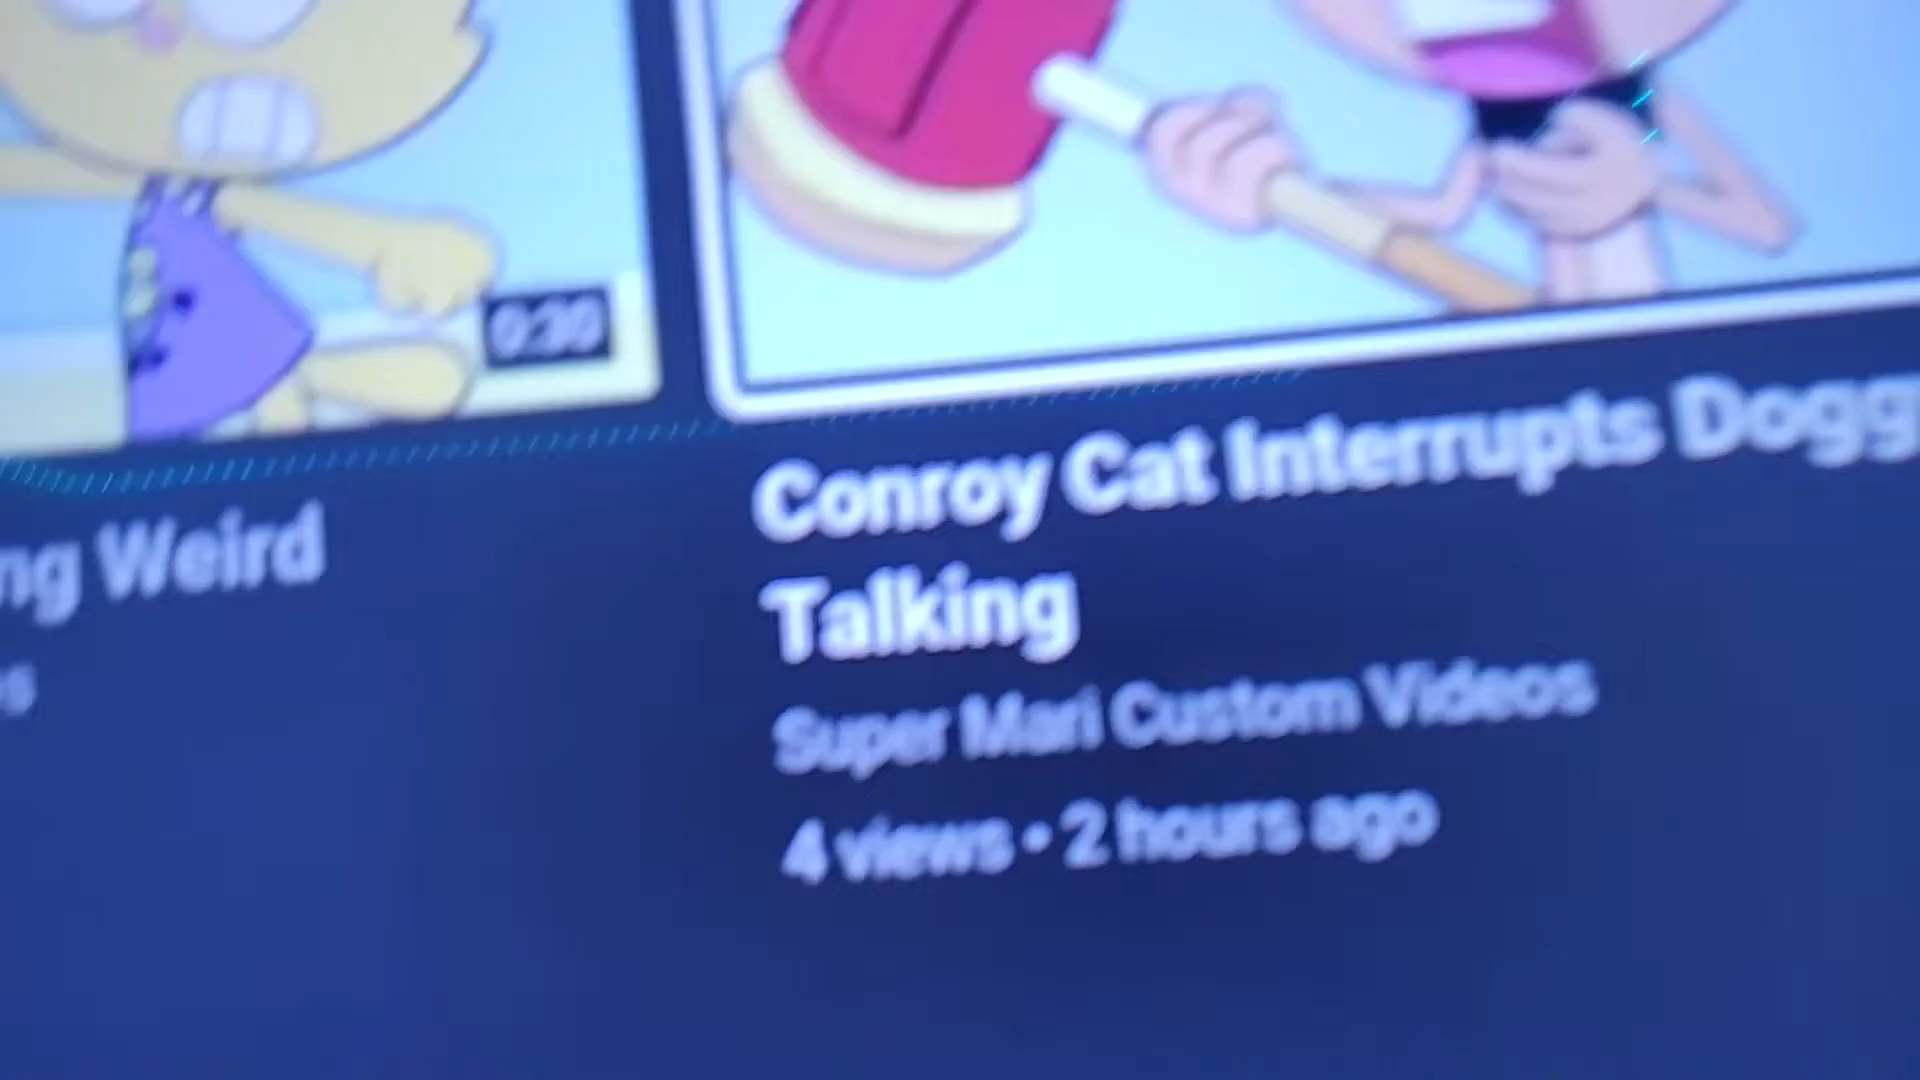 0:30
ng Weird
s
Conroy Cat Interrupts Dogg
Talking
Super Mari Custom Videos
4 views • 2 hours ago